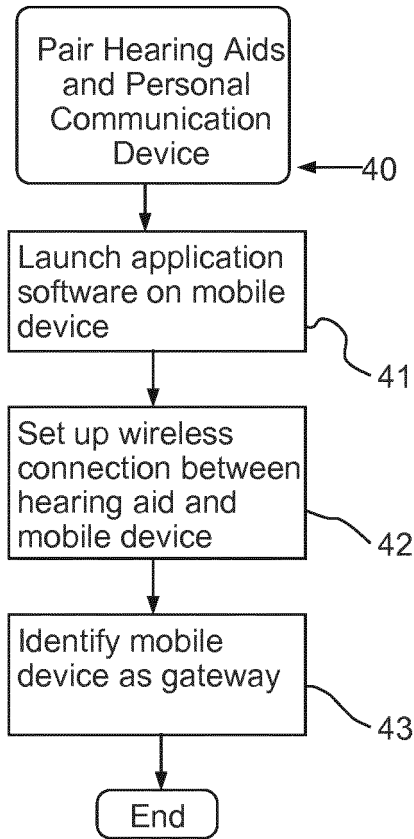 Pair Hearing Aids
and Personal
Communication
Device
40
Launch application
software on mobile
device
41
Set up wireless
connection between
hearing aid and
mobile device
42
Identify mobile
device as gateway
43
End